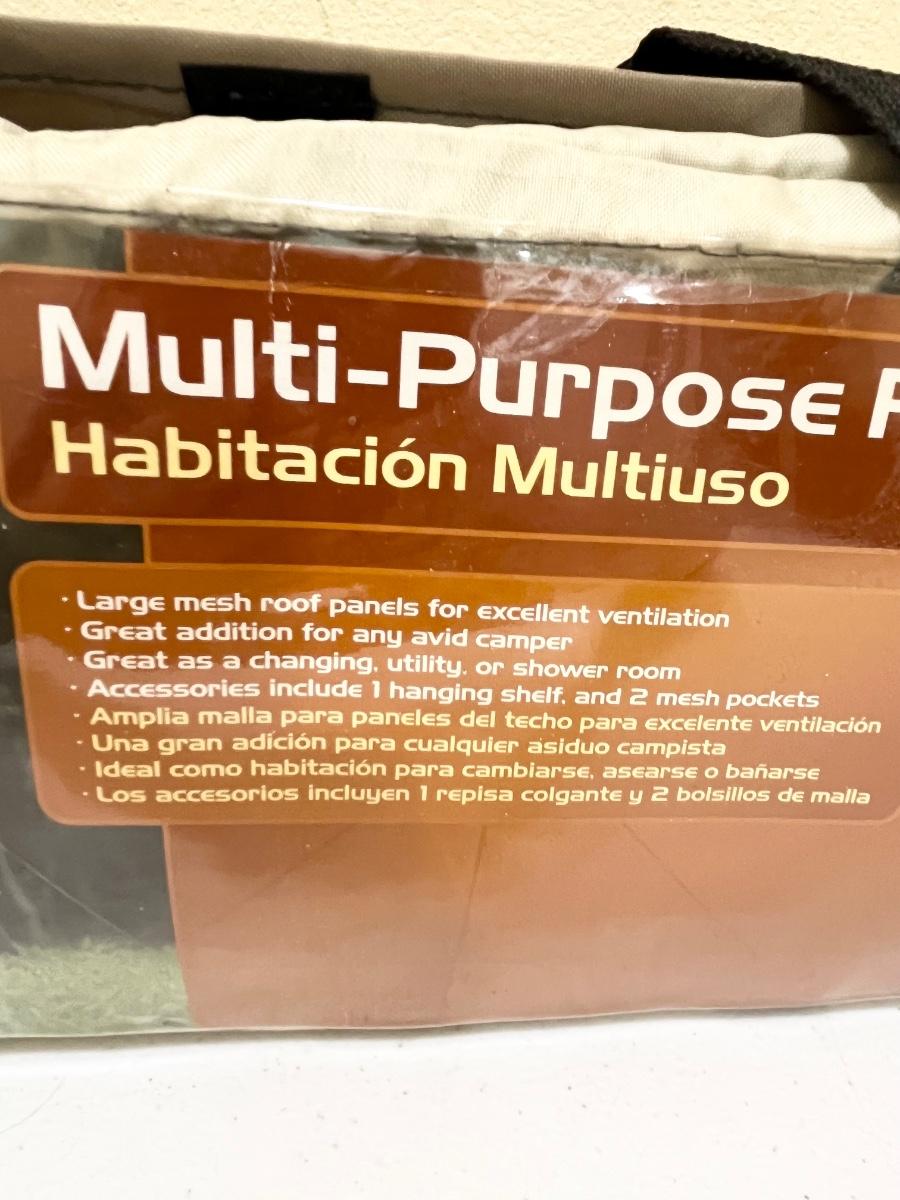 Multi-Purpose
Habitación Multiuso
· Large mesh roof panels for excellent ventilation
· Great addition for any avid camper
· Great as a changing, utility, or shower room
· Accessories include 1 hanging shelf, and 2 mesh pockets
· Amplia malla para paneles del techo para excelente ventilación
· Una gran adición para cualquier asiduo campista
· Ideal como habitación para cambiarse, asearse o bañarse
· Los accesorios incluyen 1 repisa colgante y 2 bolsillos de malla